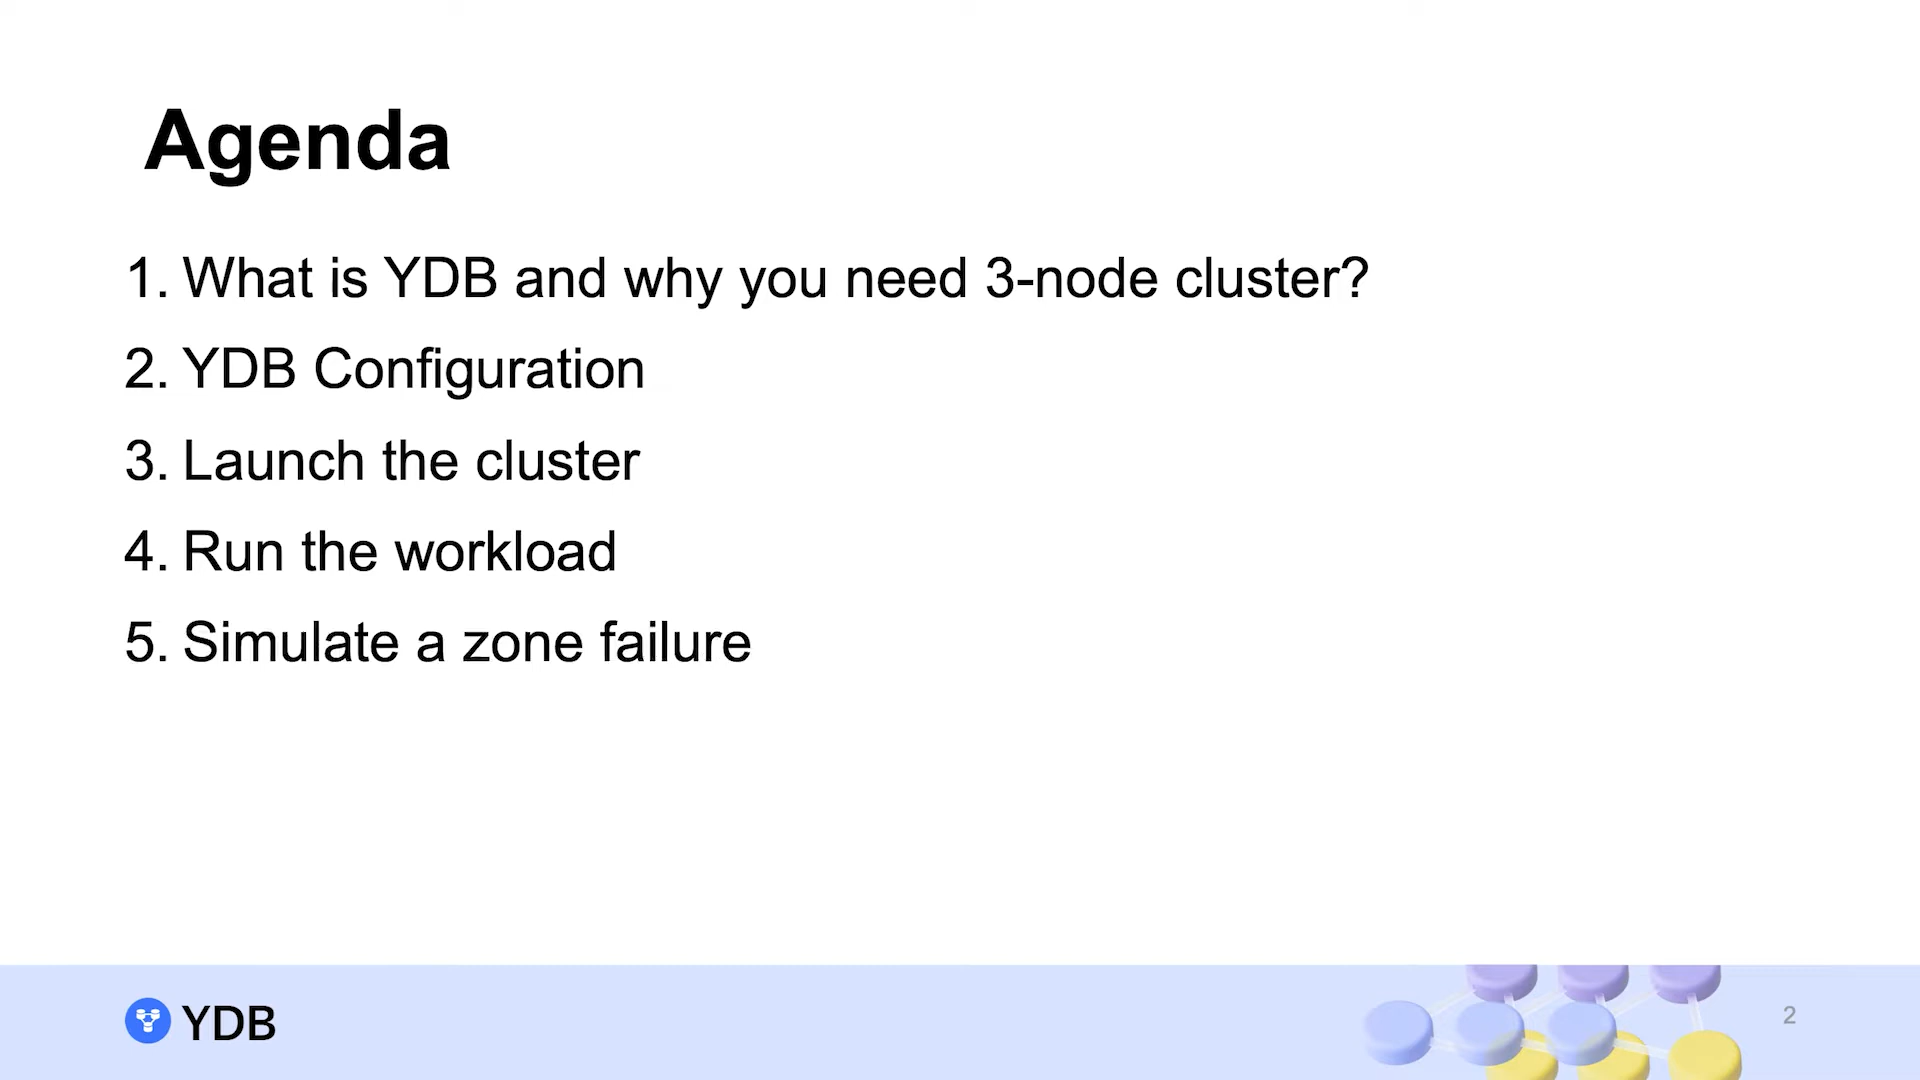 Agenda
1. What is YDB and why you need 3-node cluster?
2. YDB Configuration
3. Launch the cluster
4. Run the workload
5. Simulate a zone failure
YDB
2